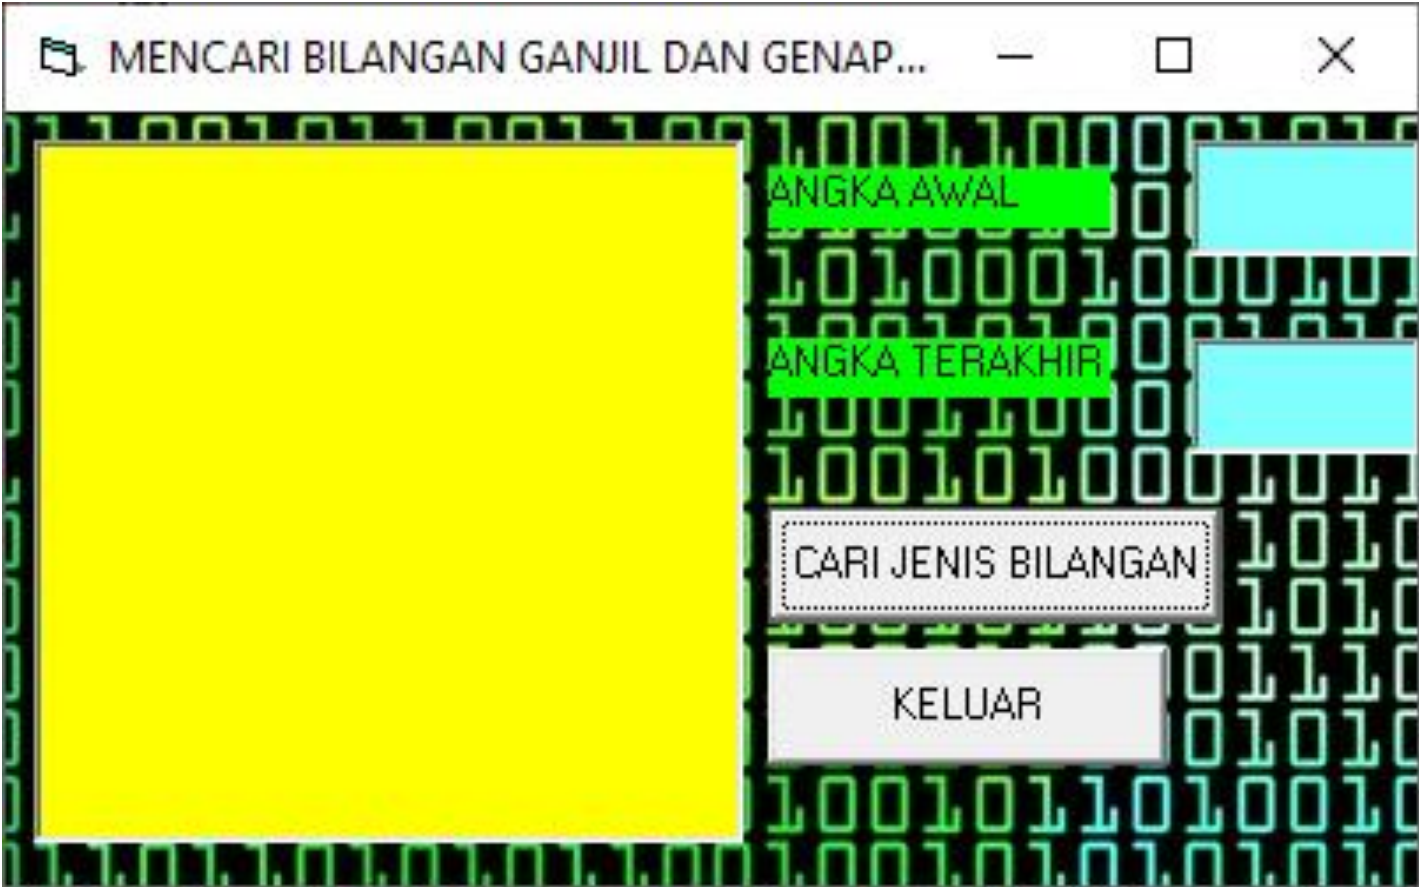 MENCARI BILANGAN GANJIL DAN GENAP...
ANGKA AWAL
ANGKA TERAKHIR
CARI JENIS BILANGAN
KELUAR